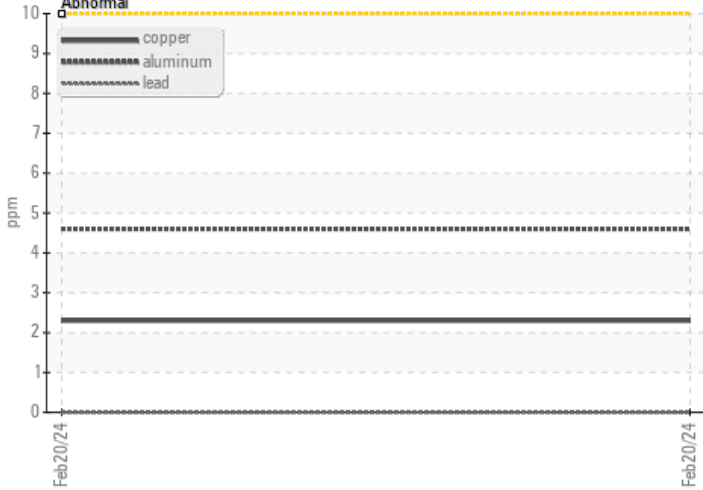 Abnormal
10
9
8
7
6
5
4
3
2
1
0
ppm
copper
aluminum
lead
Feb20/24
Feb20/24